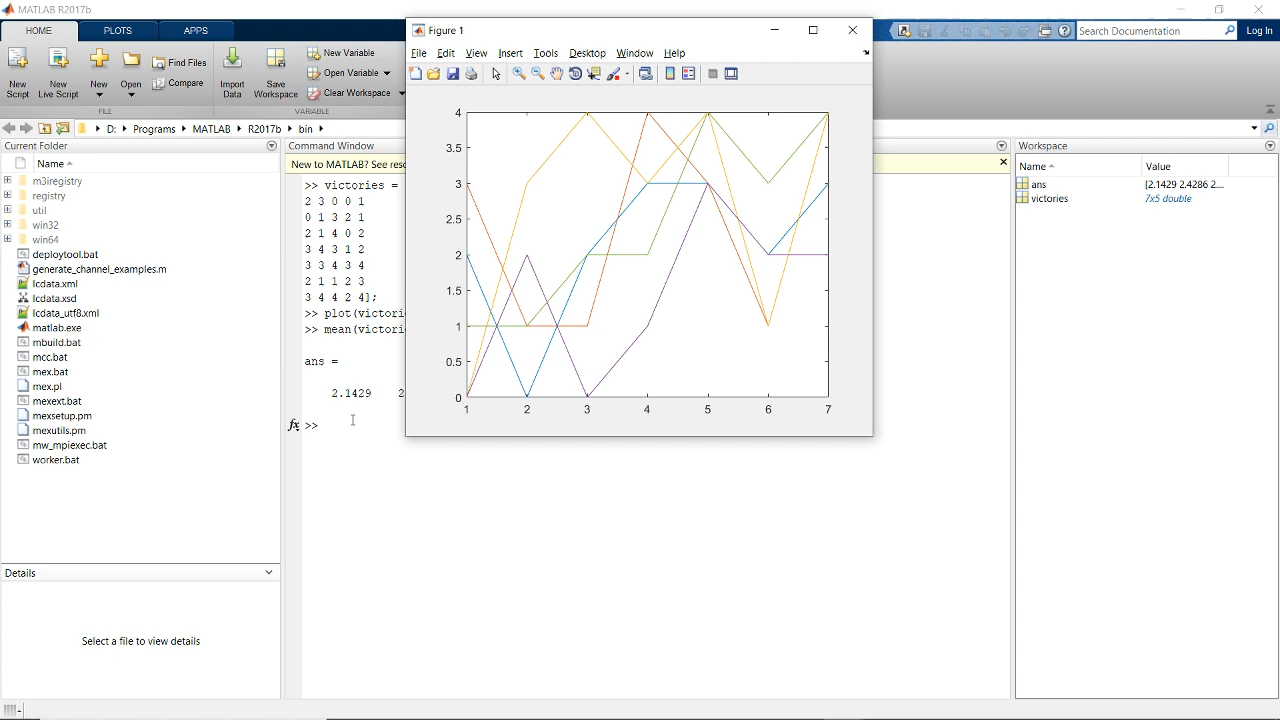 MATLAB R2017b
HOME PLOTS APPS
Search Documentation
Log In
New Script
New Live Script
New
Open
Find Files
Compare
Import Data
Save Workspace
New Variable
Open Variable
Clear Workspace
FILE
VARIABLE
D: Programs MATLAB R2017b bin
Current Folder
Name
m3iregistry
registry
util
win32
win64
deploytool.bat
generate_channel_examples.m
lcdata.xml
lcdata.xsd
lcdata_utf8.xml
matlab.exe
mbuild.bat
mcc.bat
mex.bat
mex.pl
mexext.bat
mexsetup.pm
mexutils.pm
mw_mpiexec.bat
worker.bat
Details
Select a file to view details
Command Window
New to MATLAB? See reso
>> victories =
2 3 0 0 1
0 1 3 2 1
2 1 4 0 2
3 4 3 1 2
3 3 4 3 4
2 1 1 2 3
3 4 4 2 4];
>> plot(victorie
>> mean(victorie
ans =
2.1429 2
fx >>
Figure 1
File Edit View Insert Tools Desktop Window Help
4
3.5
3
2.5
2
1.5
1
0.5
0
1 2 3 4 5 6 7
Workspace
Name Value
ans [2.1429 2.4286 2....
victories 7x5 double